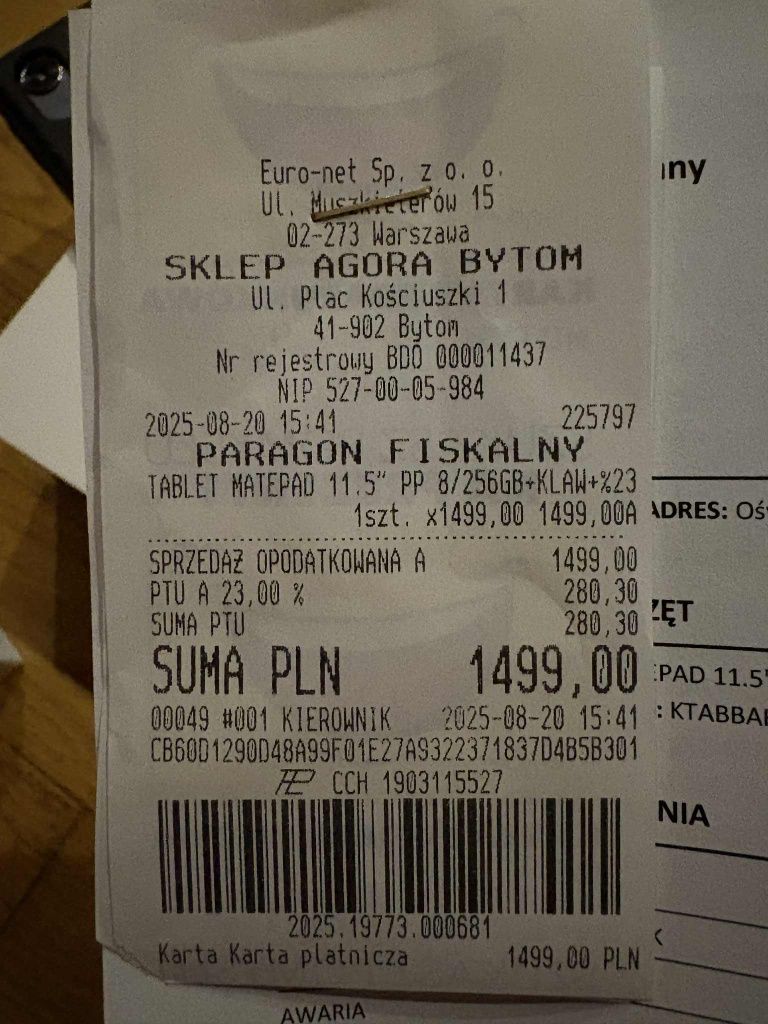 Euro-net Sp. z o. o.
Ul. Muszkieterów 15
02-273 Warszawa
SKLEP AGORA BYTOM
Ul. Plac Kościuszki 1
41-902 Bytom
Nr rejestrowy BDO 000011437
NIP 527-00-05-984
2025-08-20 15:41 225797
PARAGON FISKALNY
TABLET MATEPAD 11.5" PP 8/256GB+KLAW+%23
1szt. x1499,00 1499,00A
SPRZEDAŻ OPODATKOWANA A 1499,00
PTU A 23,00 % 280,30
SUMA PTU 280,30
SUMA PLN 1499,00
00049 #001 KIEROWNIK 2025-08-20 15:41
CB60D1290D48A99F01E27A9322371837D4B5B301
CCH 1903115527
2025.19773.000681
Karta Karta płatnicza 1499,00 PLN
ny
ADRES: Oś
ZĘT
EPAD 11.5"
: KTABBA
NIA
K
AWARIA